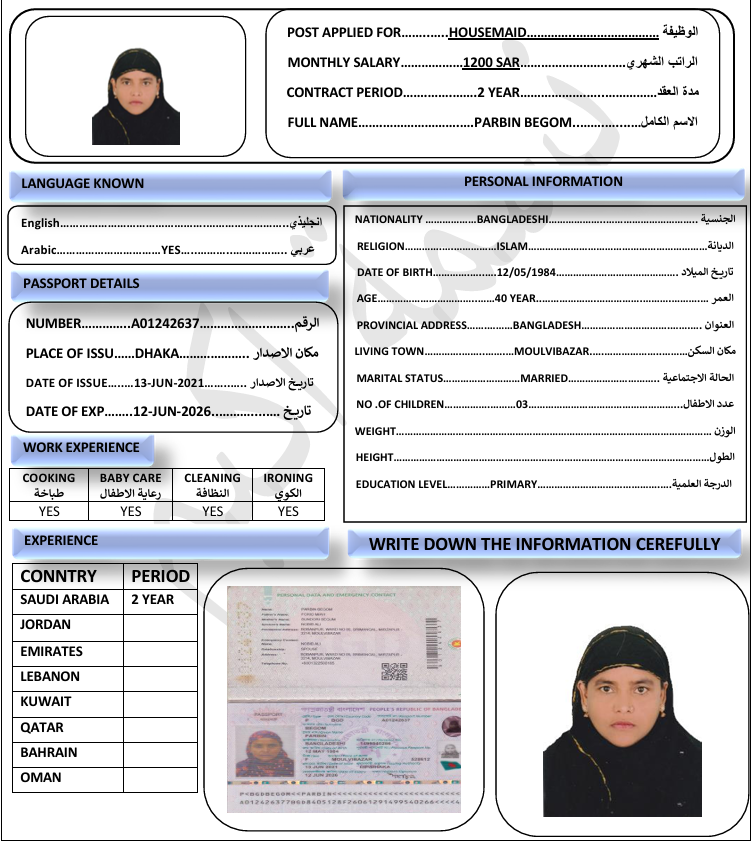 POST APPLIED FOR.............HOUSEMAID....................................... الوظيفة
MONTHLY SALARY...................1200 SAR................................الراتب الشهري
CONTRACT PERIOD......................2 YEAR..........................................مدة العقد
FULL NAME..................................PARBIN BEGOM....................الاسم الكامل
LANGUAGE KNOWN
English................................................................انجليذي
Arabic.............................YES.............................. عربي
PASSPORT DETAILS
NUMBER.............A01242637........................الرقم
PLACE OF ISSU......DHAKA.................. مكان الاصدار
DATE OF ISSUE........13-JUN-2021............ تاريخ الاصدار
DATE OF EXP........12-JUN-2026.................. تاريخ
WORK EXPERIENCE
COOKING BABY CARE CLEANING IRONING
طباخة رعاية الاطفال النظافة الكوي
YES YES YES YES
PERSONAL INFORMATION
NATIONALITY .................BANGLADESHI................................................. الجنسية
RELIGION..............................ISLAM............................................................الديانة
DATE OF BIRTH.....................12/05/1984....................................... تاريخ الميلاد
AGE.......................................40 YEAR........................................................ العمر
PROVINCIAL ADDRESS...............BANGLADESH....................................... العنوان
LIVING TOWN..............................MOULVIBAZAR................................مكان السكن
MARITAL STATUS..........................MARRIED................................. الحالة الاجتماعية
NO .OF CHILDREN.......................03..................................................عدد الاطفال
WEIGHT.......................................................................................................الوزن
HEIGHT........................................................................................................الطول
EDUCATION LEVEL..............PRIMARY......................................الدرجة العلمية
EXPERIENCE
CONNTRY PERIOD
SAUDI ARABIA 2 YEAR
JORDAN
EMIRATES
LEBANON
KUWAIT
QATAR
BAHRAIN
OMAN
WRITE DOWN THE INFORMATION CEREFULLY
PERSONAL DATA AND EMERGENCY CONTACT
PARBIN BEGUM
PEOPLE'S REPUBLIC OF BANGLADESH
P BGD A01242637
BEGOM
PARBIN
BANGLADESHI
12 MAY 1984
F MOULVIBAZAR
13 JUN 2021
12 JUN 2026